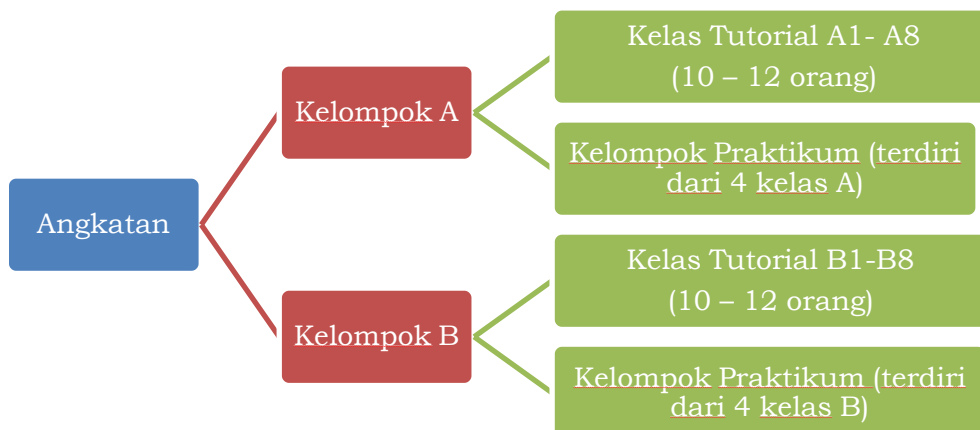 Angkatan
Kelompok A
Kelas Tutorial A1- A8
(10 – 12 orang)
Kelompok Praktikum (terdiri
dari 4 kelas A)
Kelompok B
Kelas Tutorial B1-B8
(10 – 12 orang)
Kelompok Praktikum (terdiri
dari 4 kelas B)